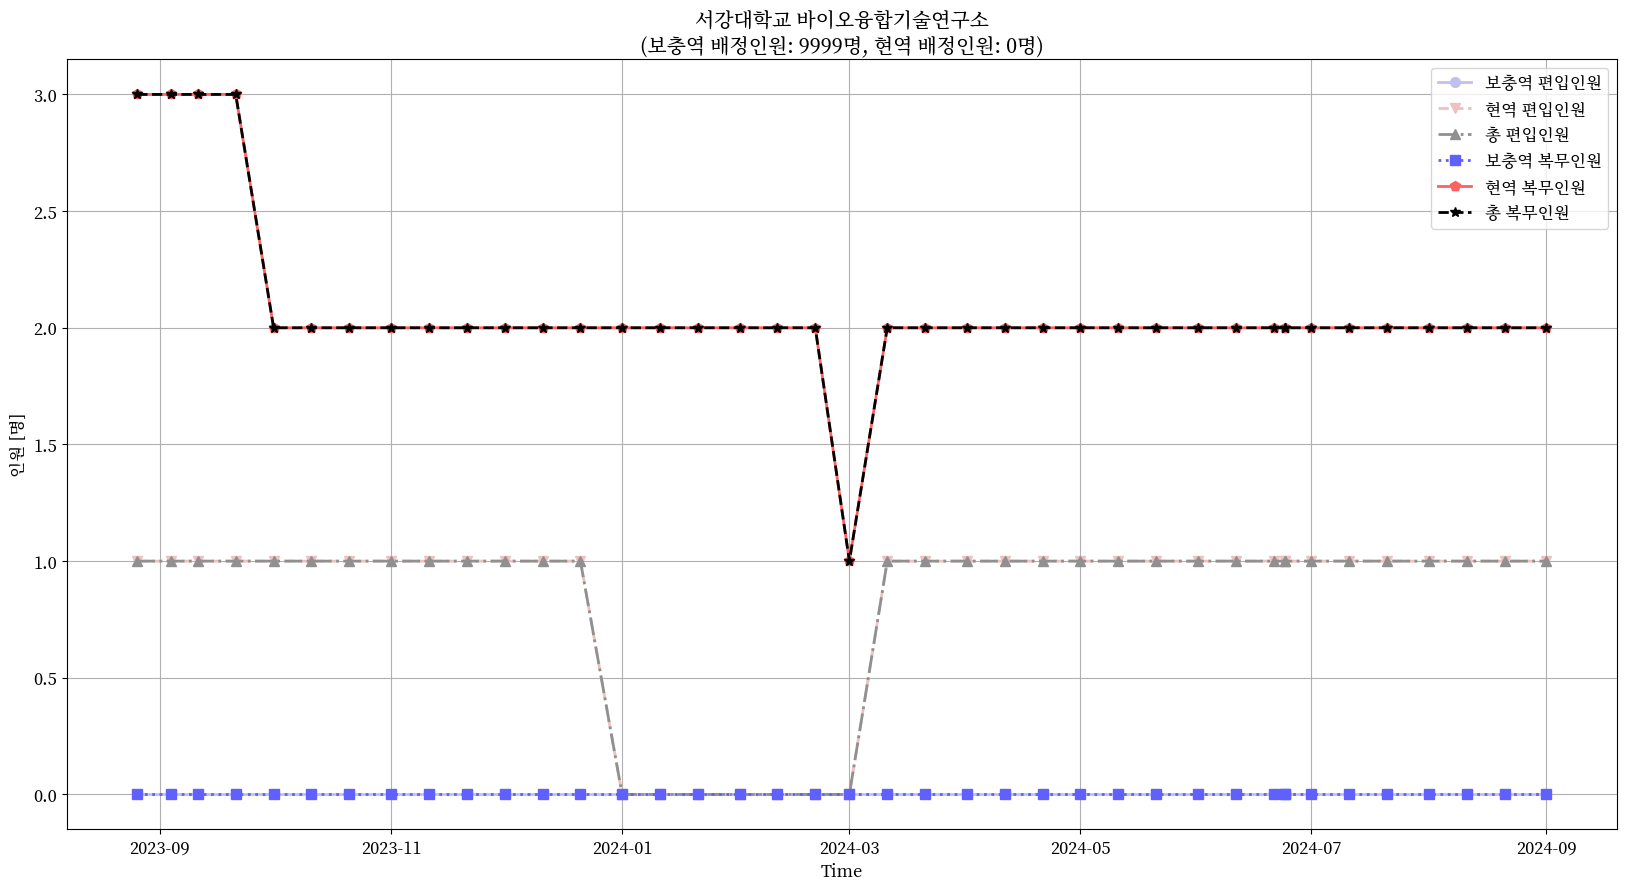 서강대학교 바이오융합기술연구소
(보충역 배정인원: 9999명, 현역 배정인원: 0명)
보충역 편입인원
현역 편입인원
총 편입인원
보충역 복무인원
현역 복무인원
총 복무인원
인원 [명]
3.0
2.5
2.0
1.5
1.0
0.5
0.0
2023-09 2023-11 2024-01 2024-03 2024-05 2024-07 2024-09
Time